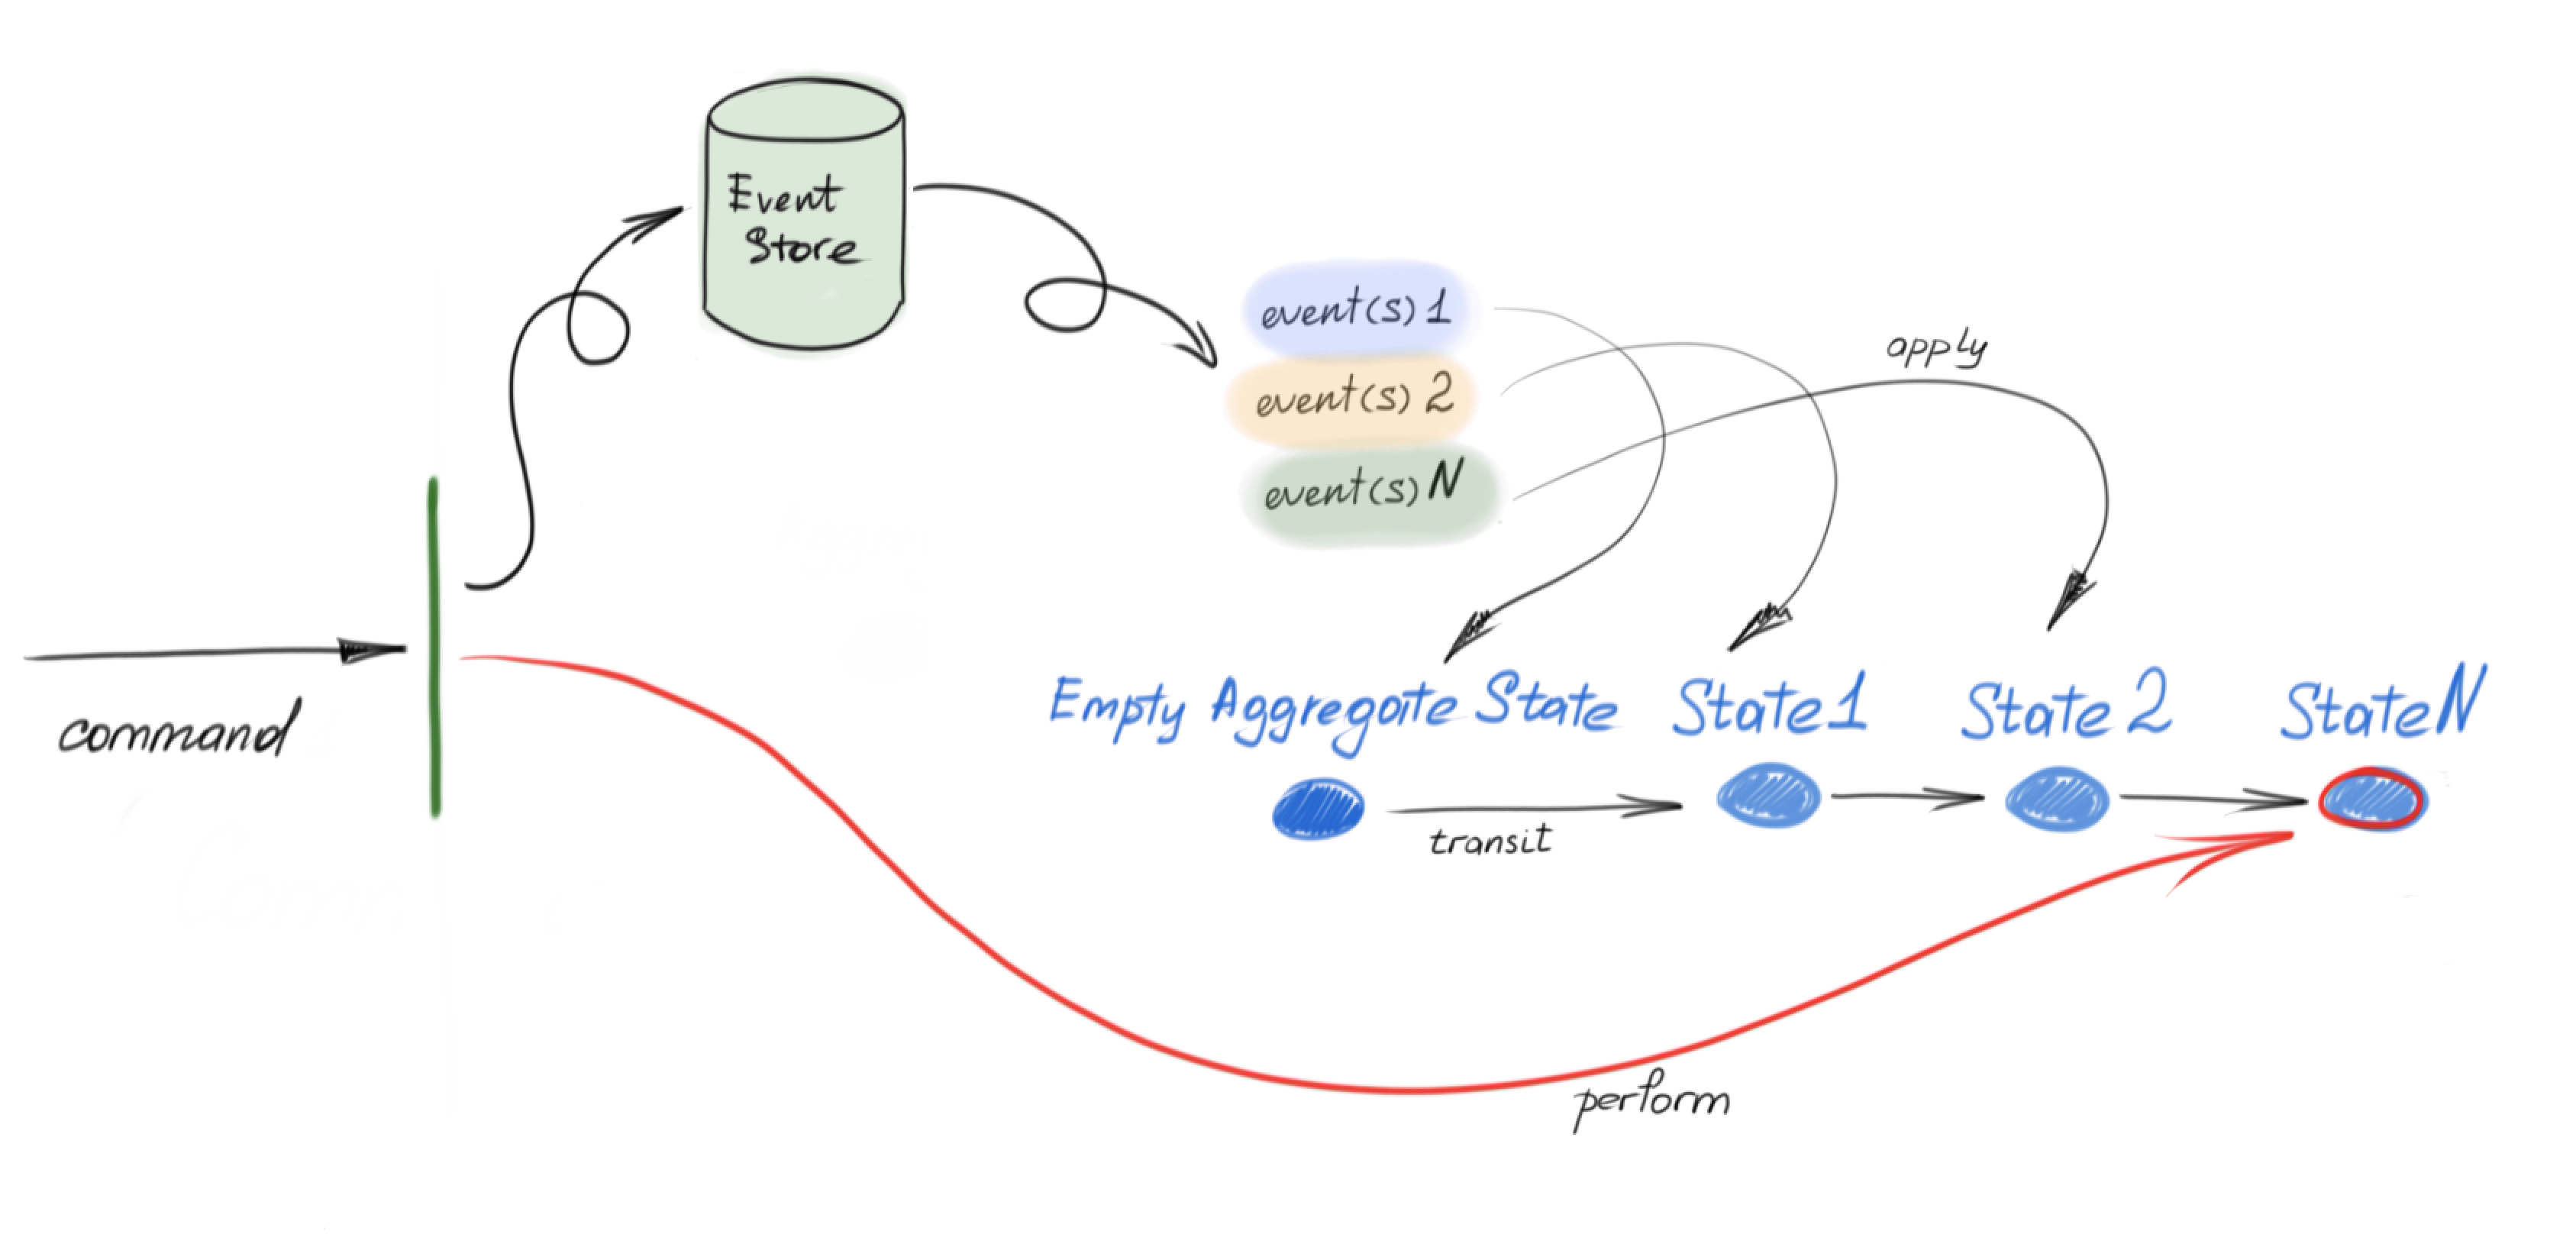 Event
Store
event(s) 1
event(s) 2
event(s) N
apply
command
Empty Aggregate State
State 1
State 2
State N
transit
perform